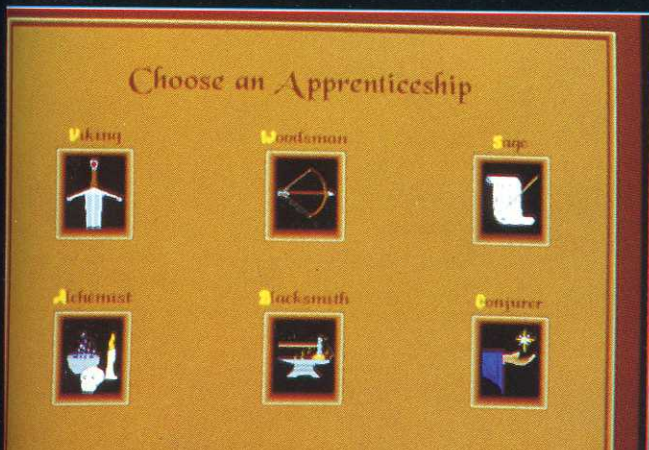 Choose an Apprenticeship
Viking Woodsman Sage
Alchemist Blacksmith Conjurer